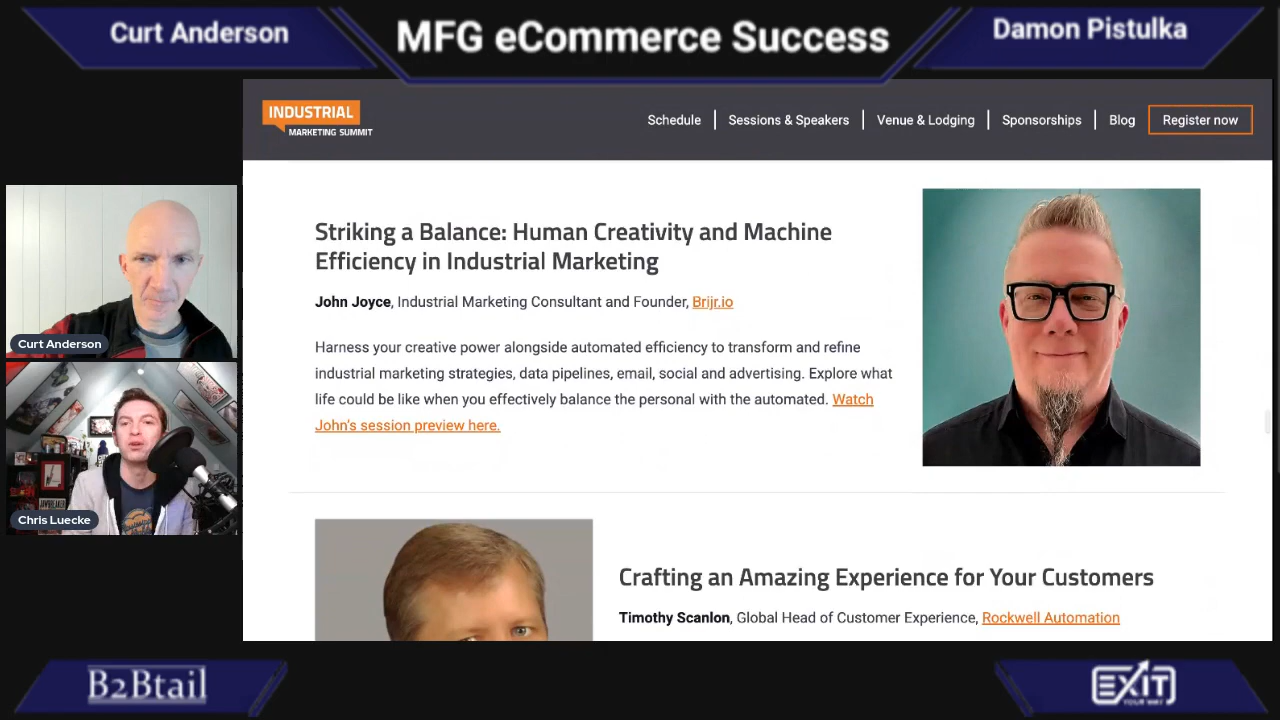 Curt Anderson
MFG eCommerce Success
Damon Pistulka
INDUSTRIAL
MARKETING SUMMIT
Schedule
Sessions & Speakers
Venue & Lodging
Sponsorships
Blog
Register now
Striking a Balance: Human Creativity and Machine
Efficiency in Industrial Marketing
John Joyce, Industrial Marketing Consultant and Founder, Brijr.io
Harness your creative power alongside automated efficiency to transform and refine
industrial marketing strategies, data pipelines, email, social and advertising. Explore what
life could be like when you effectively balance the personal with the automated. Watch
John's session preview here.
Curt Anderson
Chris Luecke
Crafting an Amazing Experience for Your Customers
Timothy Scanlon, Global Head of Customer Experience, Rockwell Automation
B2Btail
EXIT
YOUR WAY